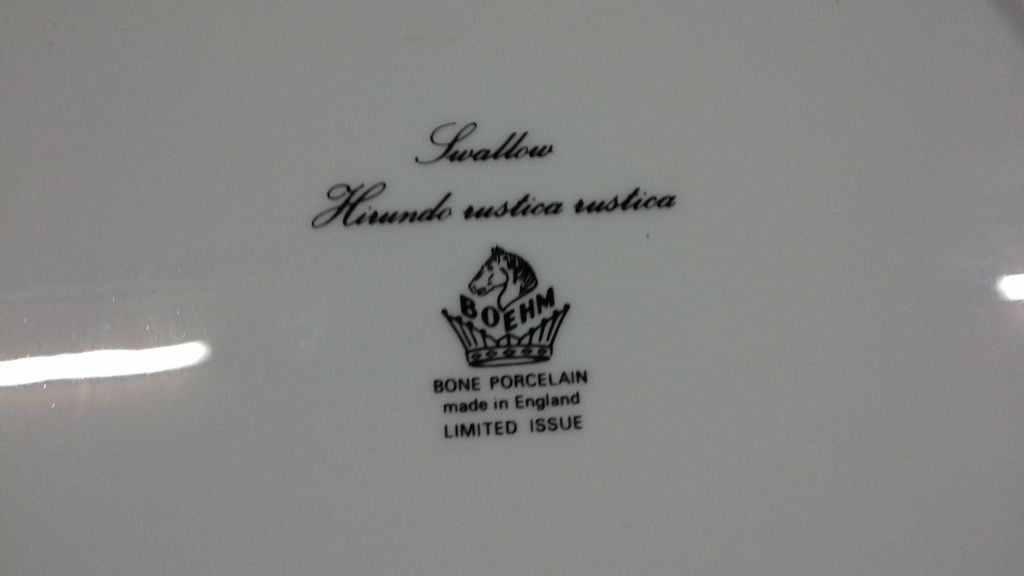 Swallow
Hirundo rustica rustica
BOEHM
BONE PORCELAIN
made in England
LIMITED ISSUE